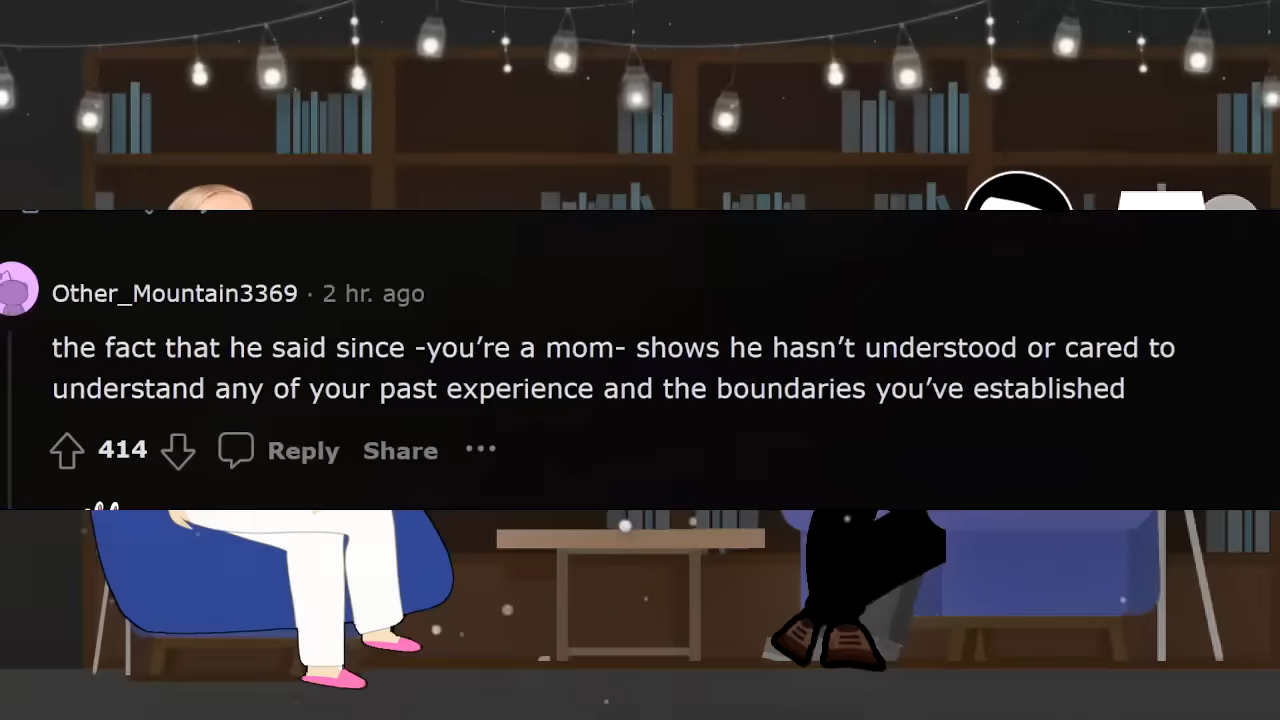 Other_Mountain3369 · 2 hr. ago
the fact that he said since -you’re a mom- shows he hasn’t understood or cared to
understand any of your past experience and the boundaries you’ve established
414 Reply Share ···